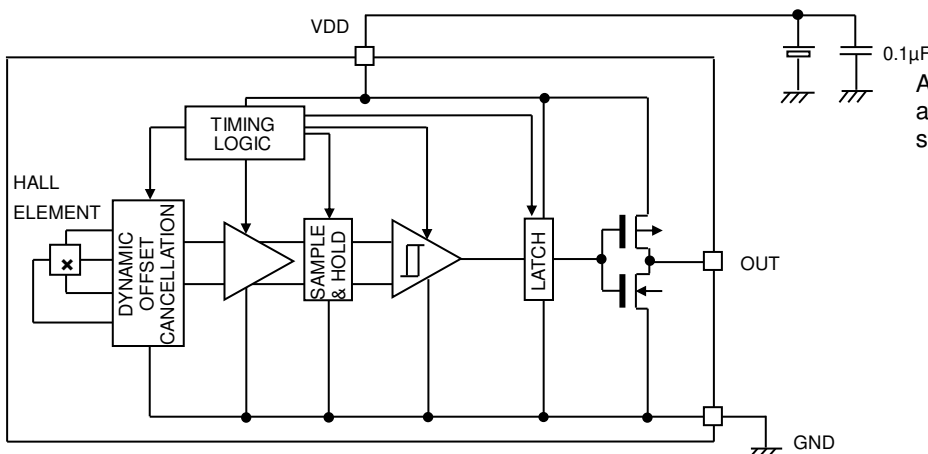 VDD
0.1µF
A
a
s
TIMING
LOGIC
HALL
ELEMENT
DYNAMIC
OFFSET
CANCELLATION
SAMPLE
& HOLD
LATCH
OUT
GND